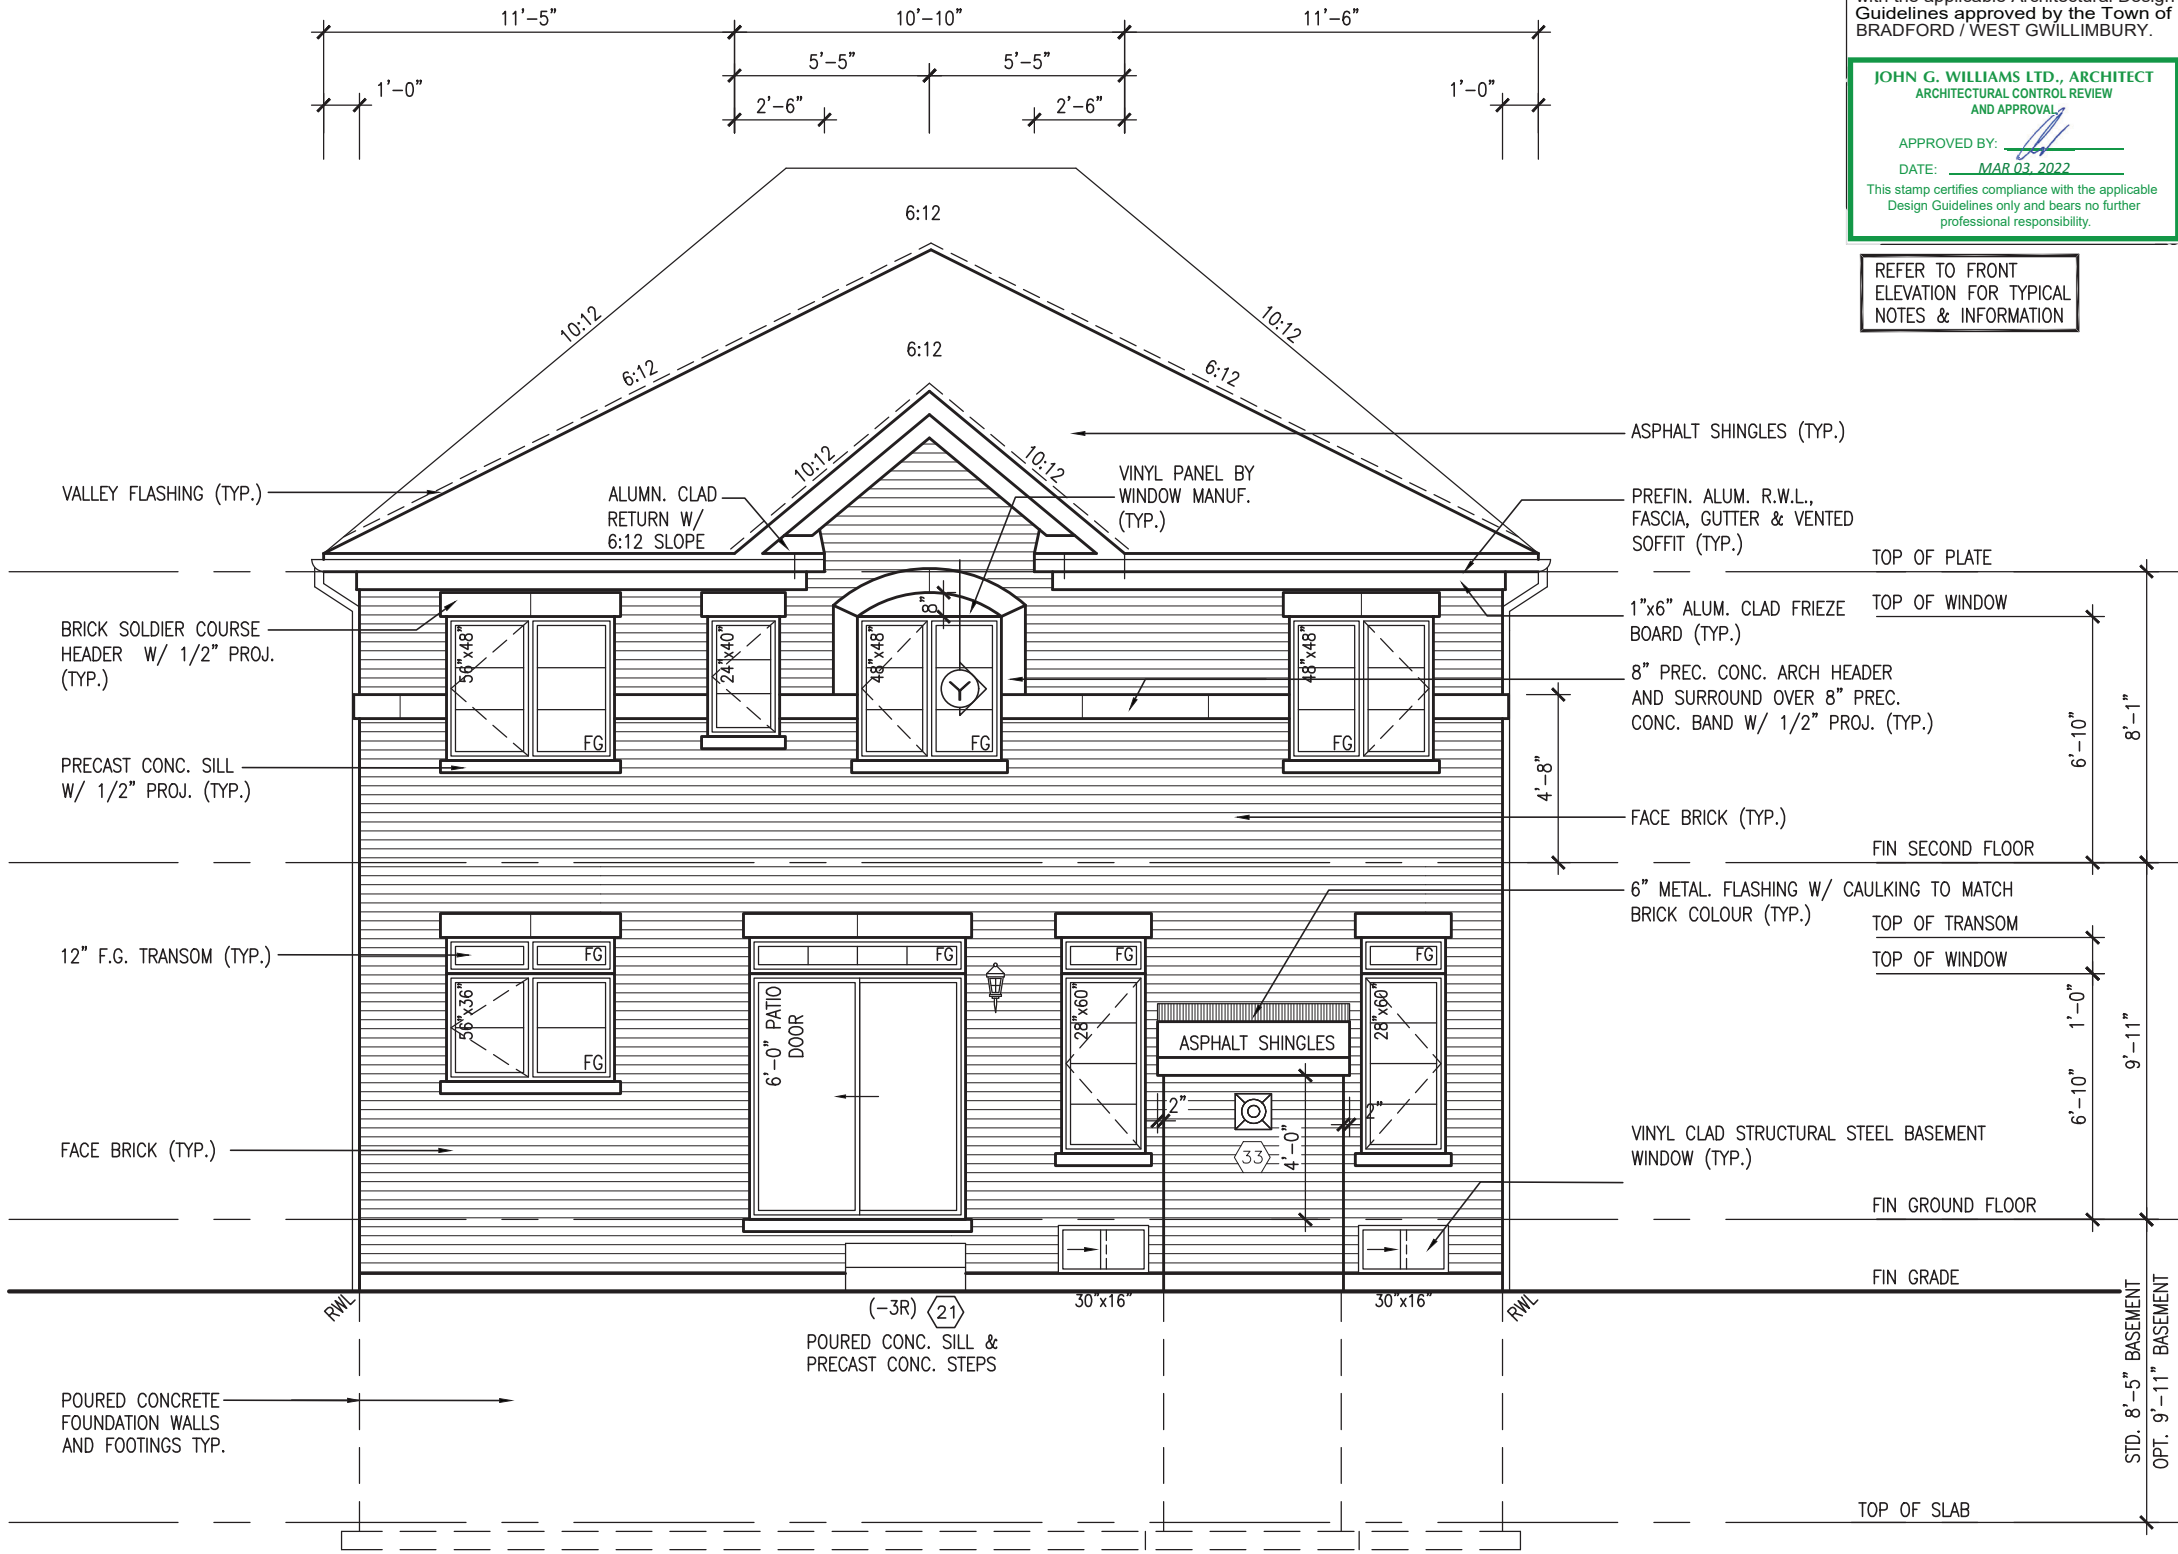 11'-5"
10'-10"
11'-6"
5'-5"
5'-5"
1'-0"
2'-6"
2'-6"
1'-0"
Guidelines approved by the Town of
BRADFORD / WEST GWILLIMBURY.
JOHN G. WILLIAMS LTD., ARCHITECT
ARCHITECTURAL CONTROL REVIEW
AND APPROVAL
APPROVED BY:
DATE: MAR 03, 2022
This stamp certifies compliance with the applicable
Design Guidelines only and bears no further
professional responsibility.
REFER TO FRONT
ELEVATION FOR TYPICAL
NOTES & INFORMATION
6:12
10:12
10:12
6:12
6:12
6:12
10:12
10:12
VALLEY FLASHING (TYP.)
ALUMN. CLAD
RETURN W/
6:12 SLOPE
VINYL PANEL BY
WINDOW MANUF.
(TYP.)
ASPHALT SHINGLES (TYP.)
PREFIN. ALUM. R.W.L.,
FASCIA, GUTTER & VENTED
SOFFIT (TYP.)
TOP OF PLATE
BRICK SOLDIER COURSE
HEADER W/ 1/2" PROJ.
(TYP.)
1"x6" ALUM. CLAD FRIEZE
BOARD (TYP.)
TOP OF WINDOW
8"
56"x48"
24"x40"
48"x48"
48"x48"
Y
FG
FG
FG
8" PREC. CONC. ARCH HEADER
AND SURROUND OVER 8" PREC.
CONC. BAND W/ 1/2" PROJ. (TYP.)
PRECAST CONC. SILL
W/ 1/2" PROJ. (TYP.)
4'-8"
6'-10"
8'-1"
FACE BRICK (TYP.)
FIN SECOND FLOOR
6" METAL. FLASHING W/ CAULKING TO MATCH
BRICK COLOUR (TYP.)
TOP OF TRANSOM
TOP OF WINDOW
12" F.G. TRANSOM (TYP.)
FG
FG
FG
FG
56"x36"
FG
6'-0" PATIO
DOOR
28"x60"
28"x60"
ASPHALT SHINGLES
1'-0"
9'-11"
6'-10"
2"
2"
33
4'-0"
FACE BRICK (TYP.)
VINYL CLAD STRUCTURAL STEEL BASEMENT
WINDOW (TYP.)
FIN GROUND FLOOR
FIN GRADE
RWL
(-3R) 21
30"x16"
30"x16"
RWL
POURED CONC. SILL &
PRECAST CONC. STEPS
POURED CONCRETE
FOUNDATION WALLS
AND FOOTINGS TYP.
STD. 8'-5" BASEMENT
OPT. 9'-11" BASEMENT
TOP OF SLAB